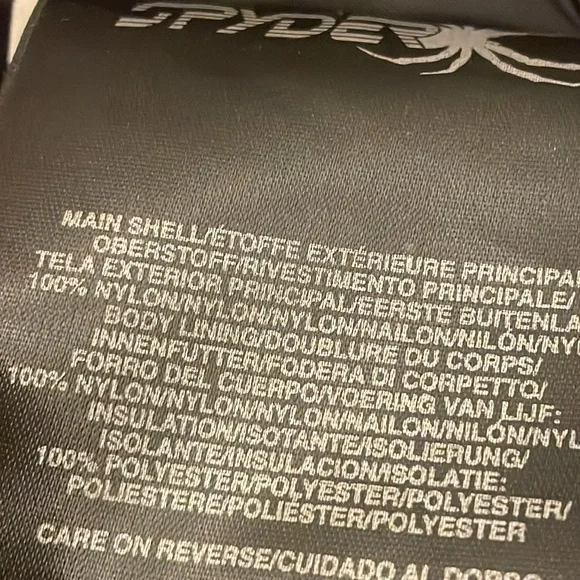 SPYDER
MAIN SHELL/ÉTOFFE EXTÉRIEURE PRINCIPA
OBERSTOFF/RIVESTIMENTO PRINCIPALE/
TELA EXTERIOR PRINCIPAL/EERSTE BUITENLA
100% NYLON/NYLON/NYLON/NAILON/NILÓN/NY
BODY LINING/DOUBLURE DU CORPS/
INNENFUTTER/FODERA DI CORPETTO/
FORRO DEL CUERPO/VOERING VAN LIJF:
100% NYLON/NYLON/NYLON/NAILON/NILÓN/NYL
INSULATION/ISOTANTE/ISOLIERUNG/
ISOLANTE/INSULACION/ISOLATIE:
100% POLYESTER/POLYESTER/POLYESTER/
POLIESTERE/POLIÉSTER/POLYESTER
CARE ON REVERSE/CUIDADO AL DORSO